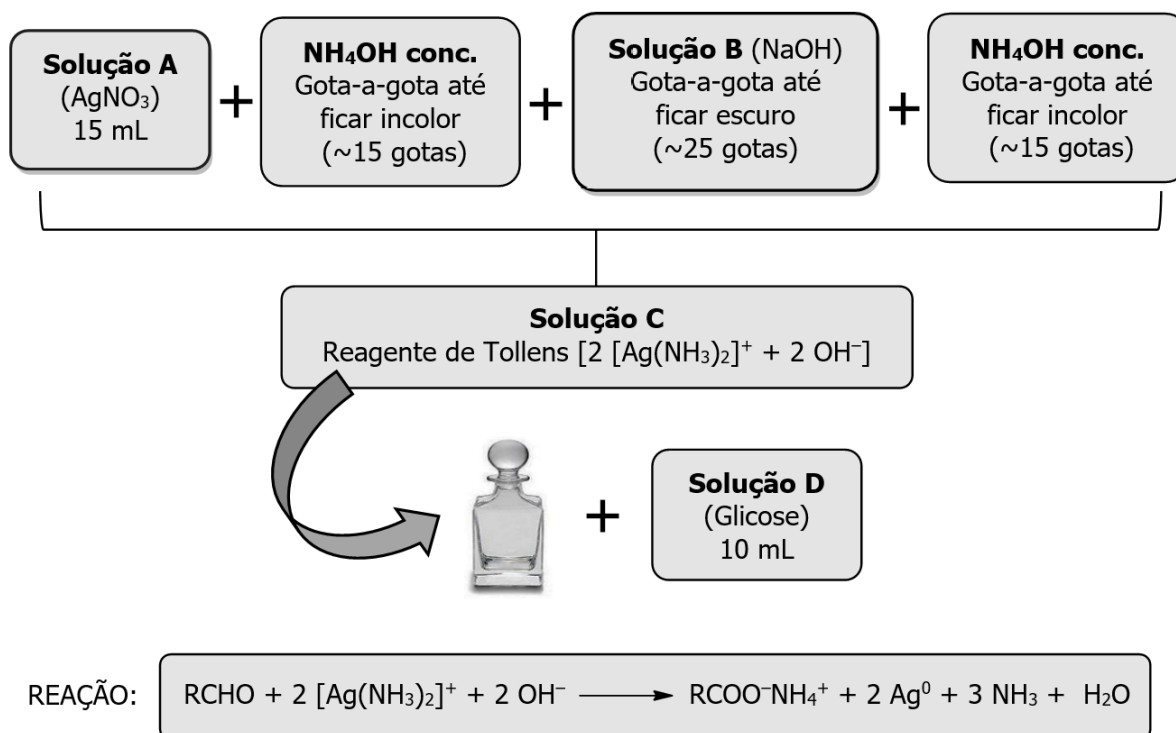 Solução A
(AgNO₃)
15 mL
+
NH₄OH conc.
Gota-a-gota até
ficar incolor
(~15 gotas)
+
Solução B (NaOH)
Gota-a-gota até
ficar escuro
(~25 gotas)
+
NH₄OH conc.
Gota-a-gota até
ficar incolor
(~15 gotas)
Solução C
Reagente de Tollens [2 [Ag(NH₃)₂]⁺ + 2 OH⁻]
+
Solução D
(Glicose)
10 mL
REAÇÃO: RCHO + 2 [Ag(NH₃)₂]⁺ + 2 OH⁻ ⟶ RCOO⁻NH₄⁺ + 2 Ag⁰ + 3 NH₃ + H₂O